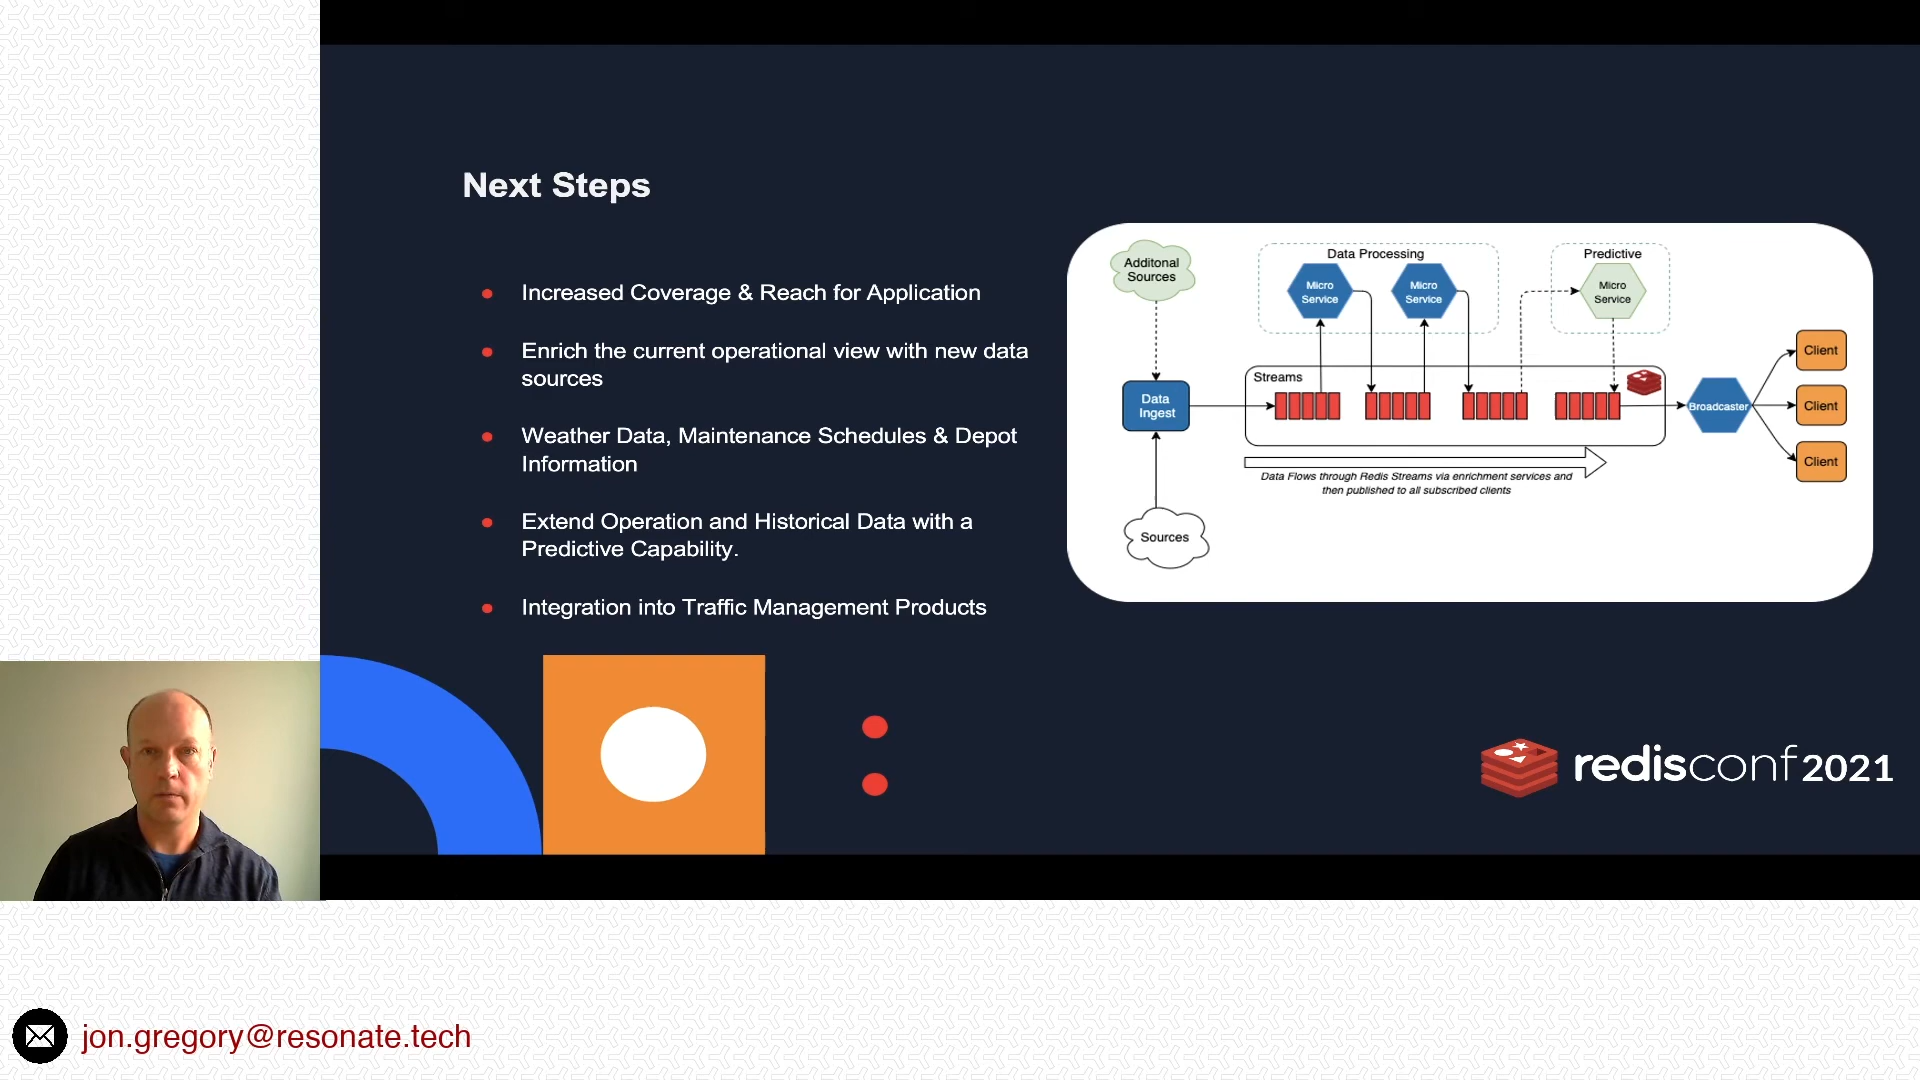 Next Steps
Increased Coverage & Reach for Application
Enrich the current operational view with new data
sources
Weather Data, Maintenance Schedules & Depot
Information
Extend Operation and Historical Data with a
Predictive Capability.
Integration into Traffic Management Products
Additonal
Sources
Data Processing
Micro
Service
Micro
Service
Predictive
Micro
Service
Streams
Data
Ingest
Broadcaster
Client
Client
Client
Data Flows through Redis Streams via enrichment services and
then published to all subscribed clients
Sources
redisconf 2021
jon.gregory@resonate.tech